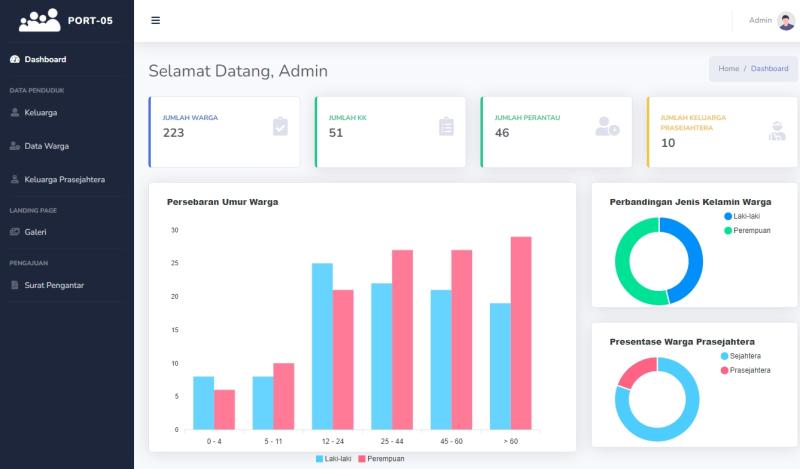 PORT-05
Admin
Dashboard
DATA PENDUDUK
Keluarga
Data Warga
Keluarga Prasejahtera
LANDING PAGE
Galeri
PENGAJUAN
Surat Pengantar
Selamat Datang, Admin
Home / Dashboard
JUMLAH WARGA
223
JUMLAH KK
51
JUMLAH PERANTAU
46
JUMLAH KELUARGA
PRASEJAHTERA
10
Persebaran Umur Warga
30
25
20
15
10
5
0
0 - 4
5 - 11
12 - 24
25 - 44
45 - 60
> 60
Laki-laki
Perempuan
Perbandingan Jenis Kelamin Warga
Laki-laki
Perempuan
Presentase Warga Prasejahtera
Sejahtera
Prasejahtera